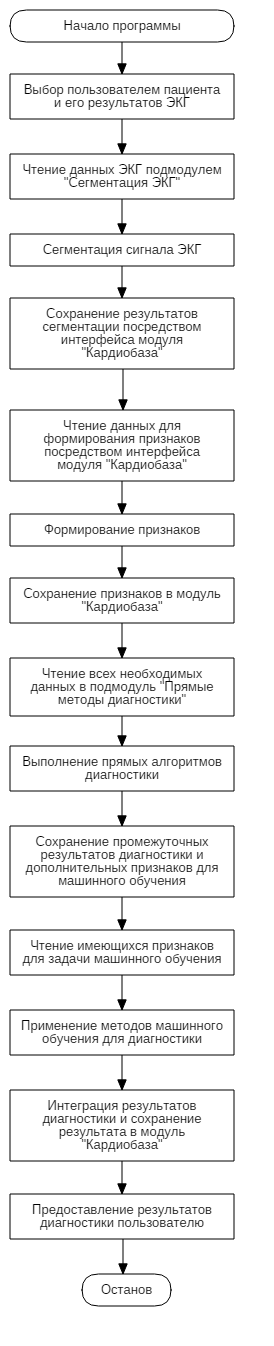 Начало программы
Выбор пользователем пациента
и его результатов ЭКГ
Чтение данных ЭКГ подмодулем
"Сегментация ЭКГ"
Сегментация сигнала ЭКГ
Сохранение результатов
сегментации посредством
интерфейса модуля
"Кардиобаза"
Чтение данных для
формирования признаков
посредством интерфейса
модуля "Кардиобаза"
Формирование признаков
Сохранение признаков в модуль
"Кардиобаза"
Чтение всех необходимых
данных в подмодуль "Прямые
методы диагностики"
Выполнение прямых алгоритмов
диагностики
Сохранение промежуточных
результатов диагностики и
дополнительных признаков для
машинного обучения
Чтение имеющихся признаков
для задачи машинного обучения
Применение методов машинного
обучения для диагностики
Интеграция результатов
диагностики и сохранение
результата в модуль
"Кардиобаза"
Предоставление результатов
диагностики пользователю
Останов